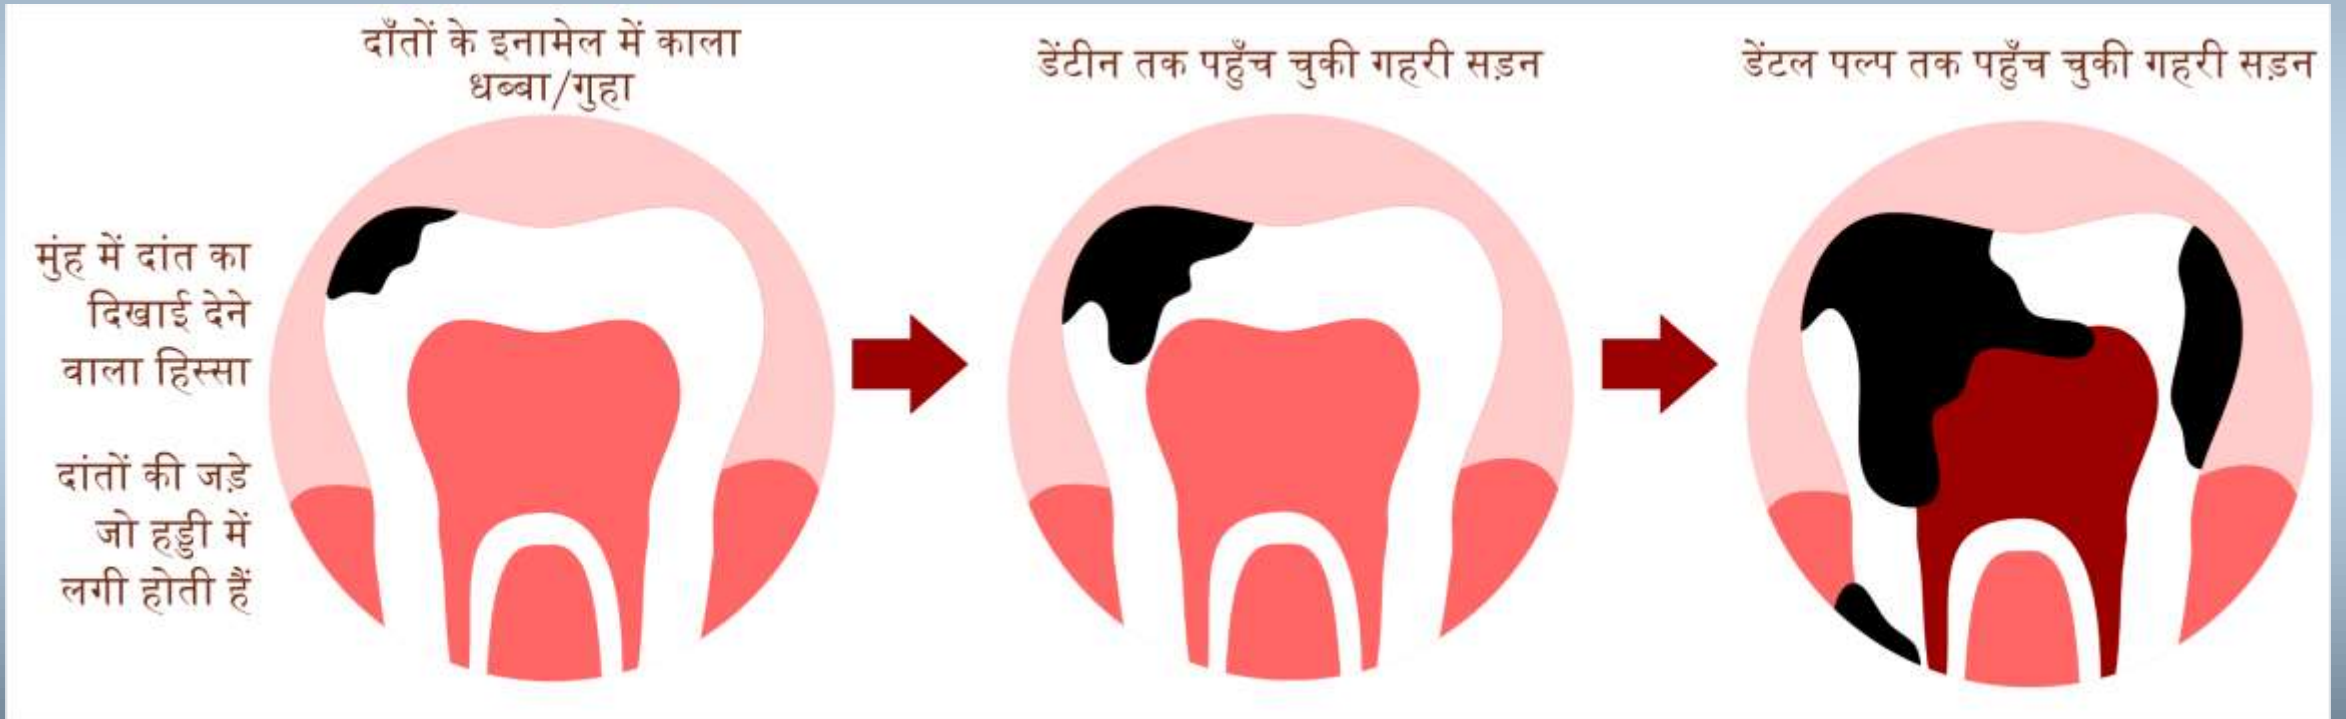 दाँतों के इनामेल में काला
धब्बा/गुहा
डेंटीन तक पहुँच चुकी गहरी सड़न
डेंटल पल्प तक पहुँच चुकी गहरी सड़न
मुंह में दांत का
दिखाई देने
वाला हिस्सा
दांतों की जड़े
जो हड्डी में
लगी होती हैं